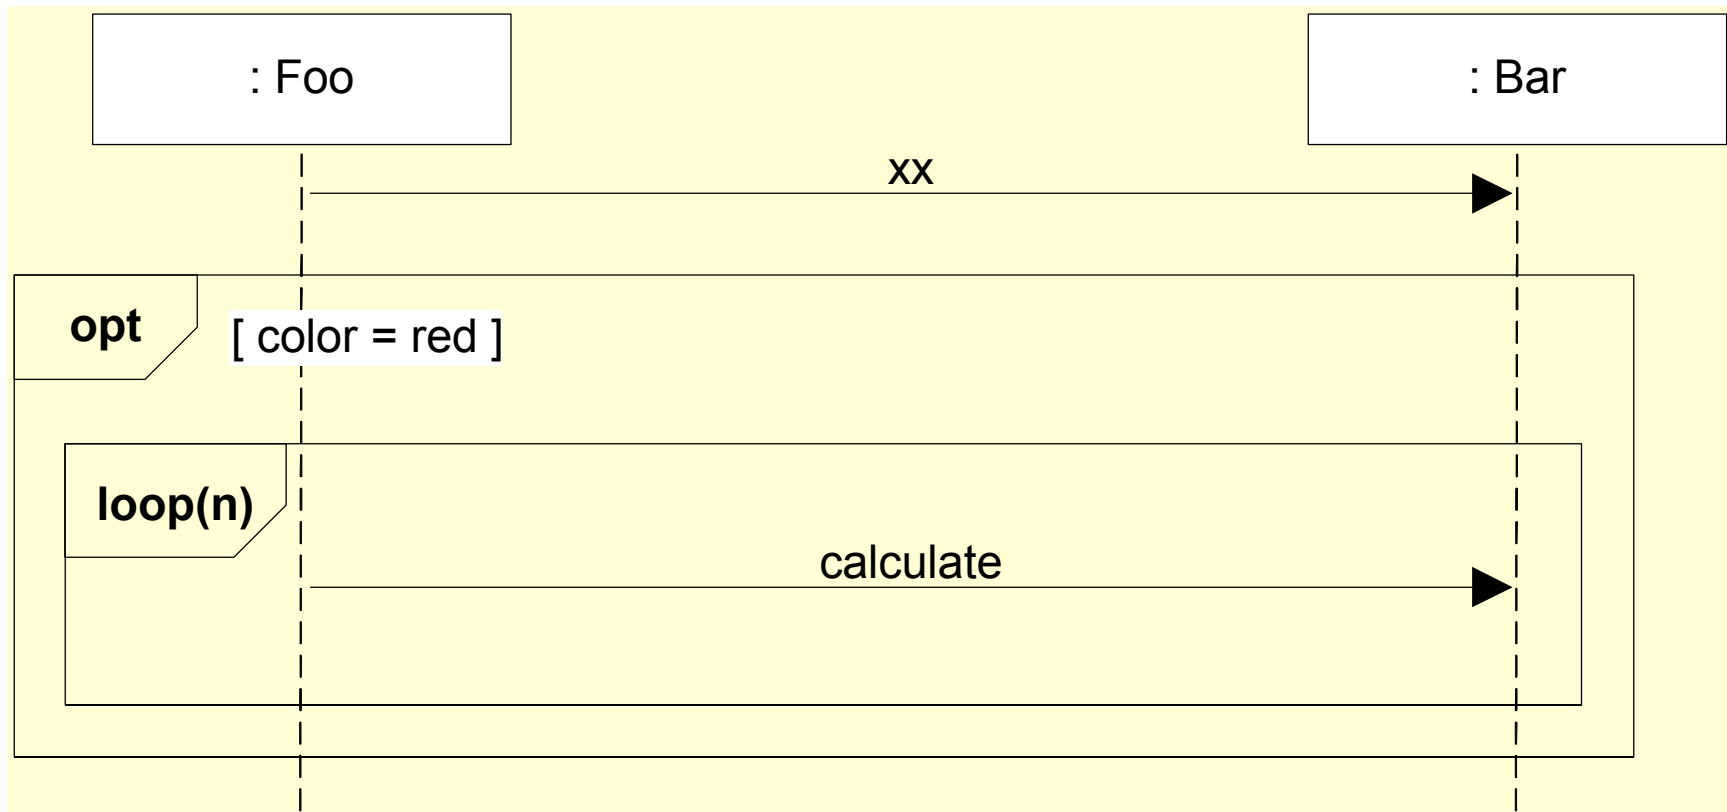 : Foo
: Bar
xx
opt
[ color = red ]
loop(n)
calculate